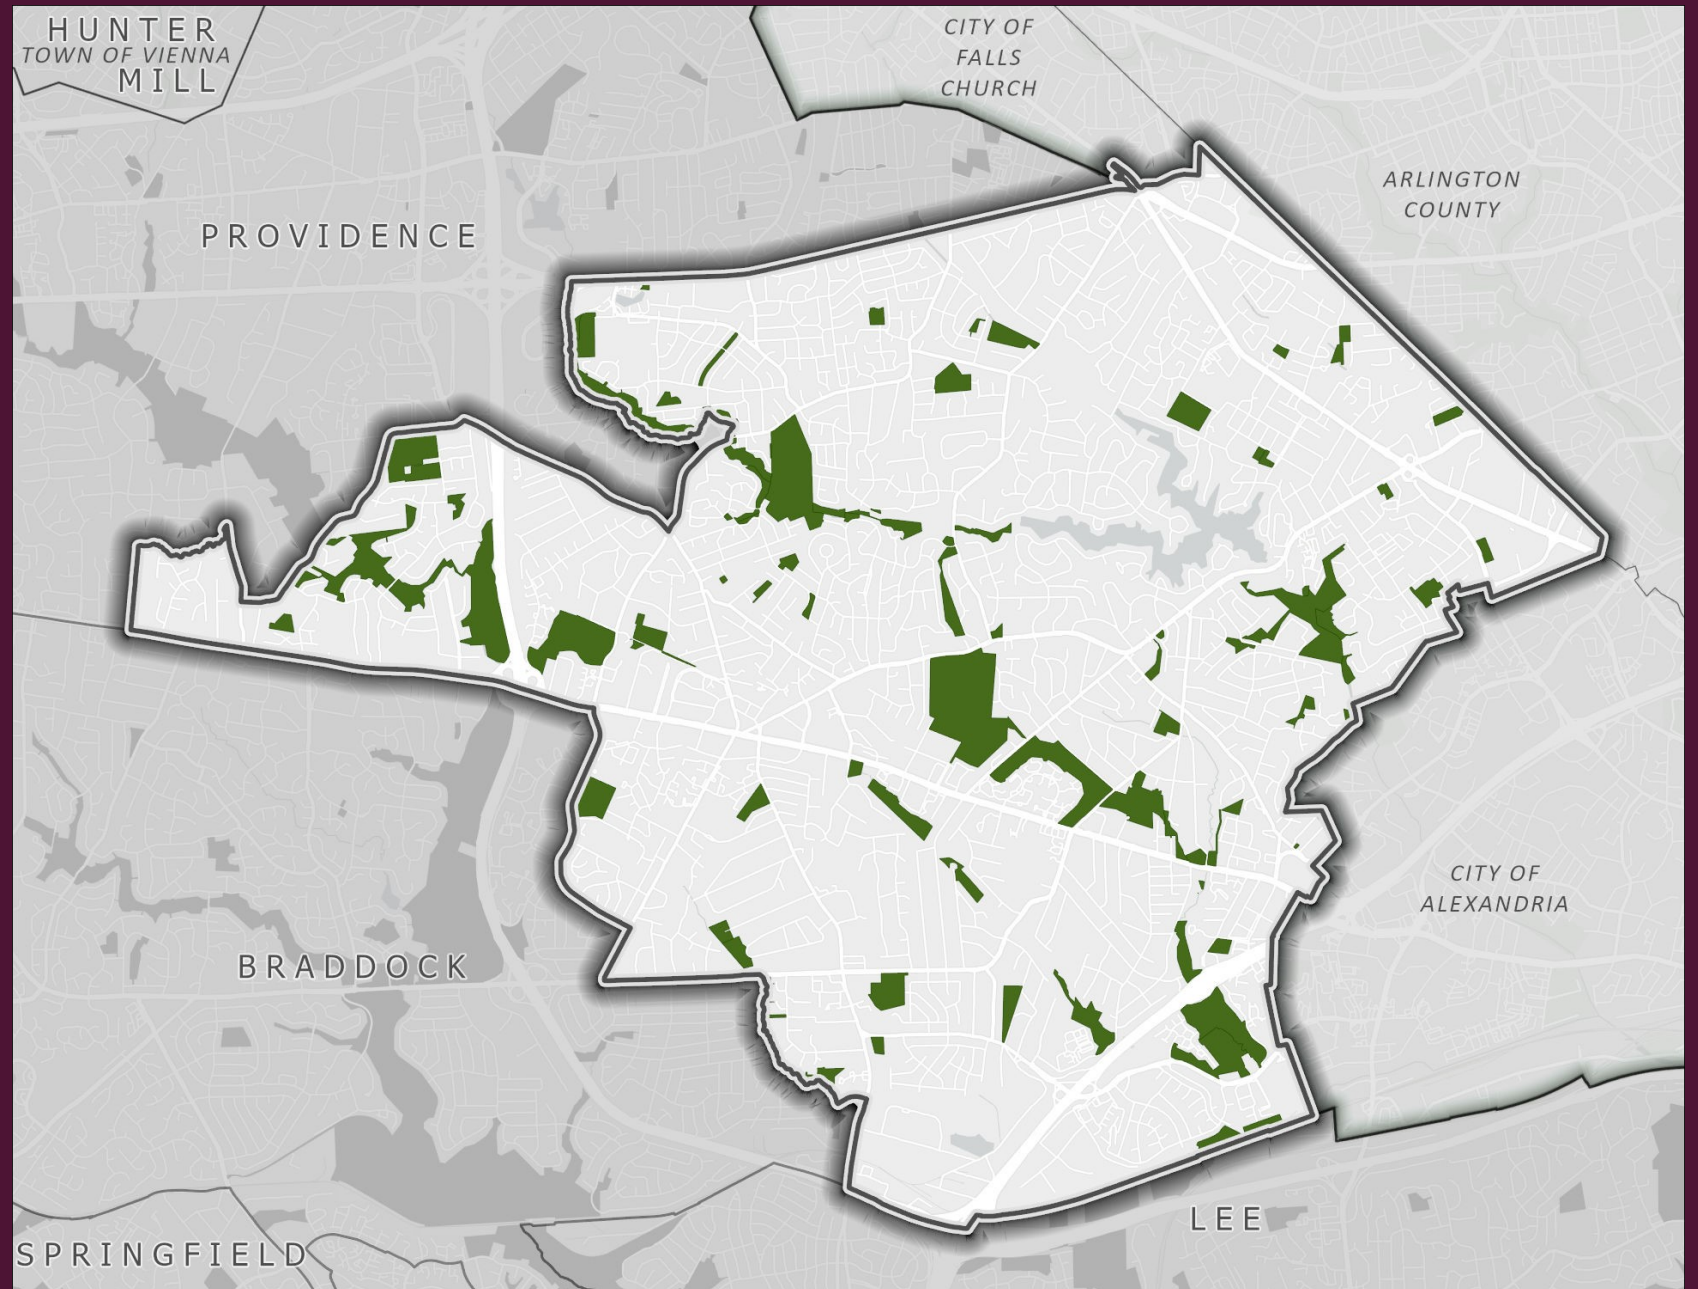 HUNTER
TOWN OF VIENNA
MILL
CITY OF
FALLS
CHURCH
ARLINGTON
COUNTY
PROVIDENCE
CITY OF
ALEXANDRIA
BRADDOCK
LEE
SPRINGFIELD